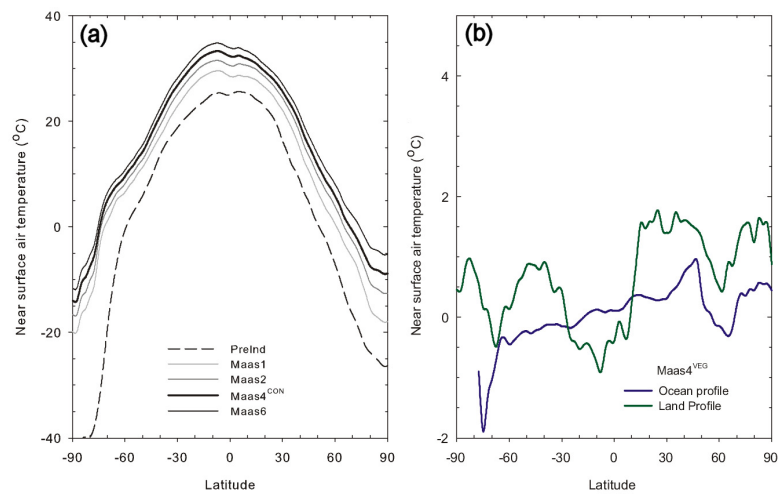 (a)
Near surface air temperature (°C)
40
20
0
-20
-40
PreInd
Maas1
Maas2
Maas4CON
Maas6
-90 -60 -30 0 30 60 90
Latitude
(b)
Near surface air temperature (°C)
4
2
0
-2
Maas4VEG
Ocean profile
Land Profile
-90 -60 -30 0 30 60 90
Latitude